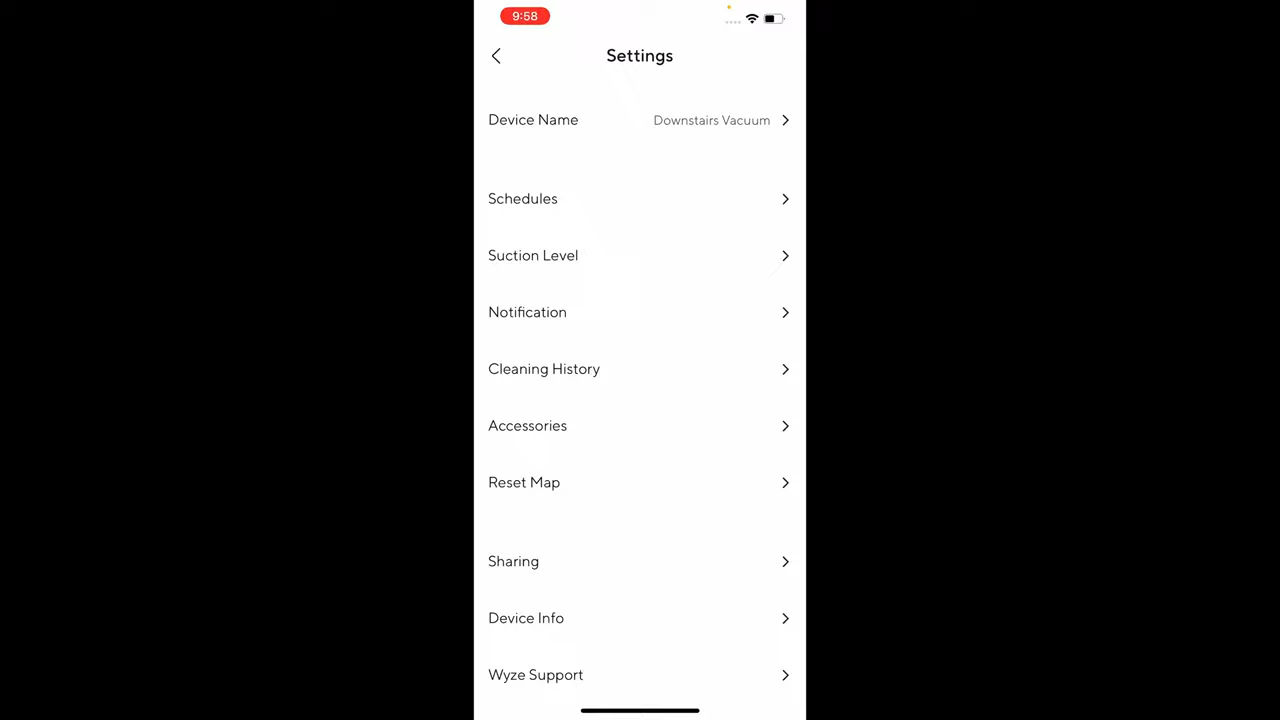 9:58
Settings
Device Name Downstairs Vacuum
Schedules
Suction Level
Notification
Cleaning History
Accessories
Reset Map
Sharing
Device Info
Wyze Support